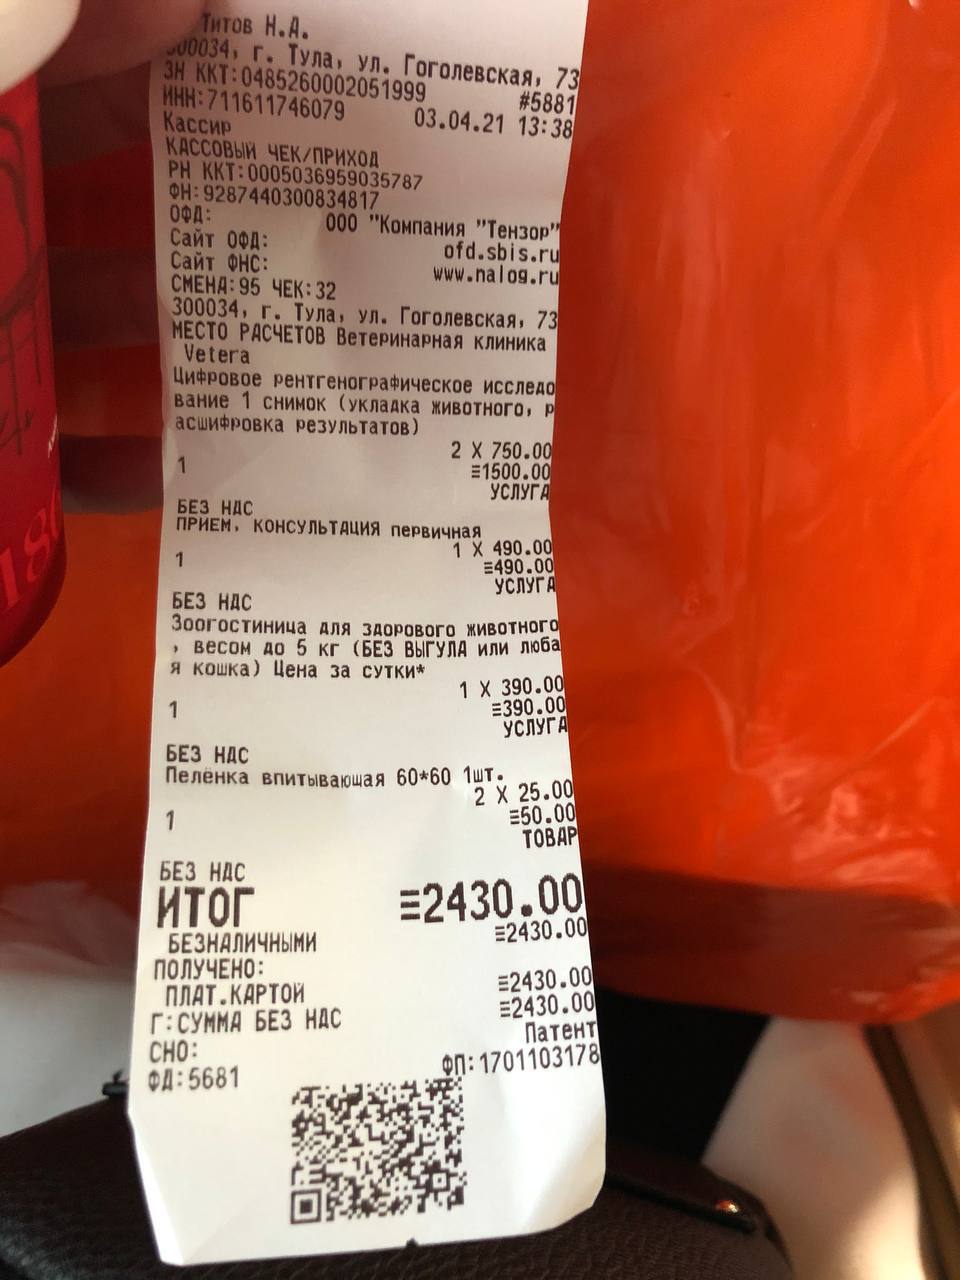 Титов Н.А.
300034, г. Тула, ул. Гоголевская, 73
ЗН ККТ:0485260002051999 #5881
ИНН:711611746079 03.04.21 13:38
Кассир
КАССОВЫЙ ЧЕК/ПРИХОД
РН ККТ:0005036959035787
ФН:9287440300834817
ОФД: ООО "Компания "Тензор"
Сайт ОФД: ofd.sbis.ru
Сайт ФНС: www.nalog.ru
СМЕНА:95 ЧЕК:32
300034, г. Тула, ул. Гоголевская, 73
МЕСТО РАСЧЕТОВ Ветеринарная клиника
Vetera
Цифровое рентгенографическое исследо
вание 1 снимок (укладка животного, р
асшифровка результатов)
2 X 750.00
1 ≡1500.00
УСЛУГА
БЕЗ НДС
ПРИЕМ, КОНСУЛЬТАЦИЯ первичная
1 X 490.00
1 ≡490.00
УСЛУГА
БЕЗ НДС
Зоогостиница для здорового животного
, весом до 5 кг (БЕЗ ВЫГУЛА или люба
я кошка) Цена за сутки*
1 X 390.00
1 ≡390.00
УСЛУГА
БЕЗ НДС
Пелёнка впитывающая 60*60 1шт.
2 X 25.00
1 ≡50.00
ТОВАР
БЕЗ НДС
ИТОГ ≡2430.00
БЕЗНАЛИЧНЫМИ ≡2430.00
ПОЛУЧЕНО:
ПЛАТ.КАРТОЙ ≡2430.00
Г:СУММА БЕЗ НДС ≡2430.00
СНО: Патент
ФД:5681 ФП:1701103178